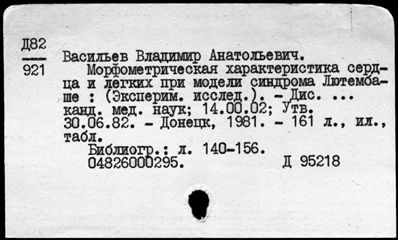 Д82
921
Васильев Владимир Анатольевич.
Морфометрическая характеристика серд-
ца и легких при модели синдрома Лютемба-
ше : (Эксперим. исслед.). - Дис. ...
канд. мед. наук; 14.00.02; Утв.
30.06.82. - Донецк, 1981. - 161 л., ил.,
табл.
Библиогр.: л. 140-156.
04826000295. Д 95218